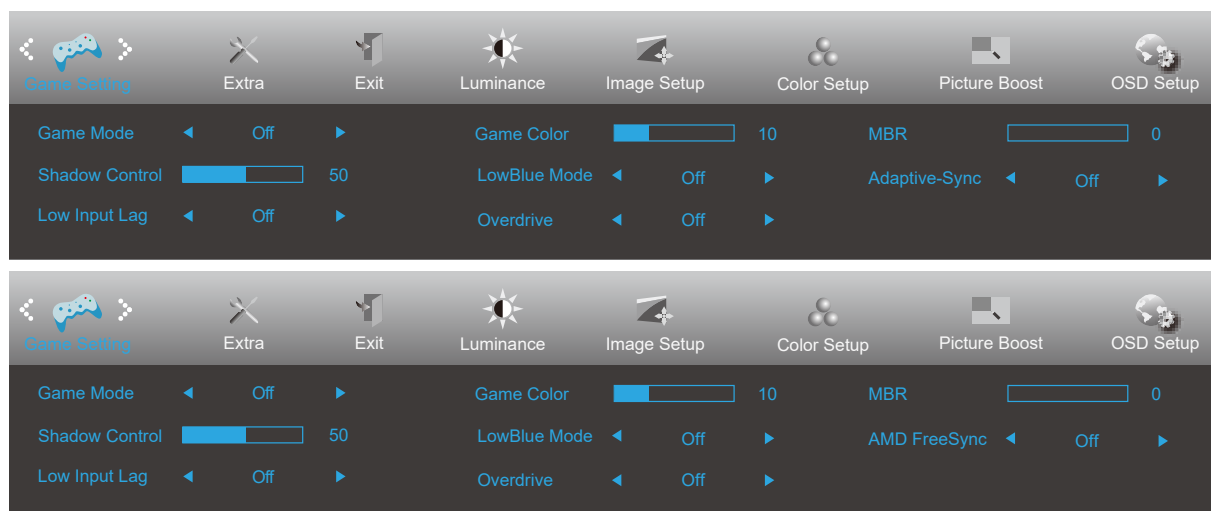 Game Setting Extra Exit Luminance Image Setup Color Setup Picture Boost OSD Setup
Game Mode Off Game Color 10 MBR 0
Shadow Control 50 LowBlue Mode Off Adaptive-Sync Off
Low Input Lag Off Overdrive Off
Game Setting Extra Exit Luminance Image Setup Color Setup Picture Boost OSD Setup
Game Mode Off Game Color 10 MBR 0
Shadow Control 50 LowBlue Mode Off AMD FreeSync Off
Low Input Lag Off Overdrive Off